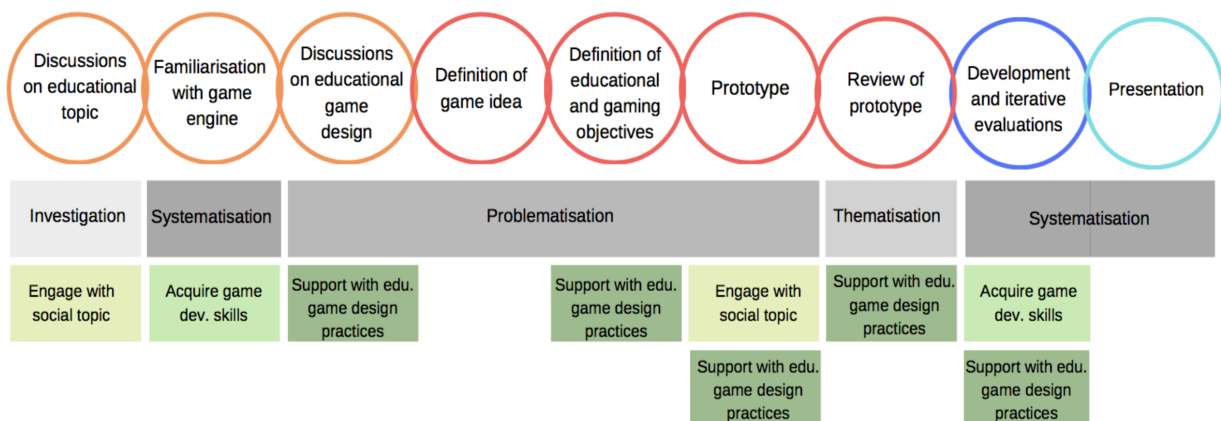 Discussions
on educational
topic
Familiarisation
with game
engine
Discussions
on educational
game
design
Definition of
game idea
Definition of
educational
and gaming
objectives
Prototype
Review of
prototype
Development
and iterative
evaluations
Presentation
Investigation
Systematisation
Problematisation
Thematisation
Systematisation
Engage with
social topic
Acquire game
dev. skills
Support with edu.
game design
practices
Support with edu.
game design
practices
Engage with
social topic
Support with edu.
game design
practices
Acquire game
dev. skills
Support with edu.
game design
practices
Support with edu.
game design
practices